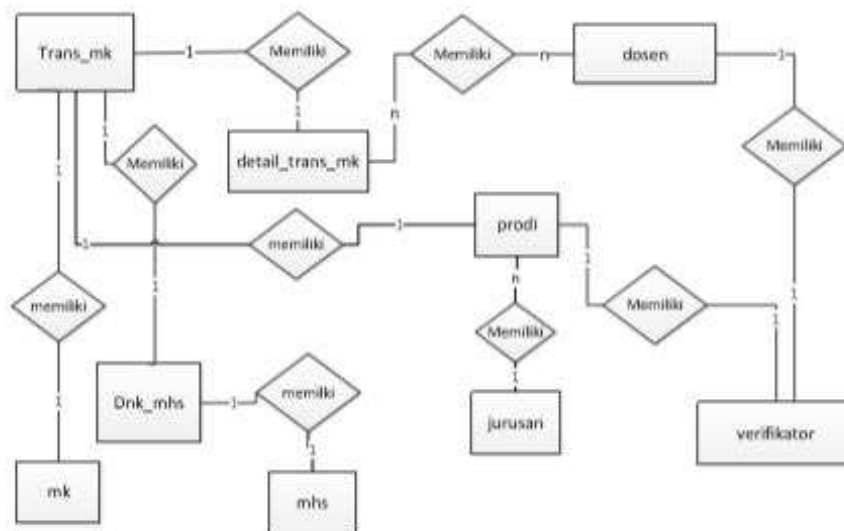 Trans_mk
1
Memiliki
Memiliki
n
dosen
1
1
1
n
Memiliki
detail_trans_mk
Memiliki
1
prodi
1
memiliki
1
1
n
1
Memiliki
memiliki
1
Memiliki
1
1
1
Dnk_mhs
1
memiliki
jurusan
verifikator
1
1
mk
mhs